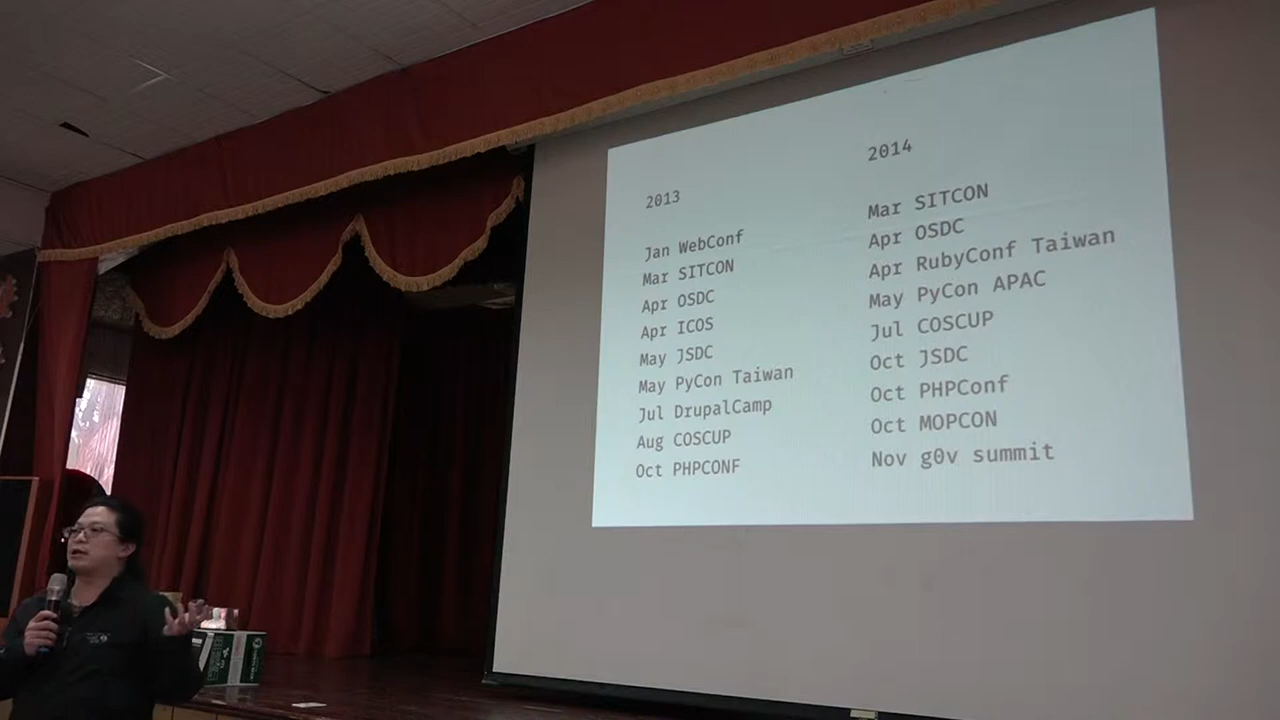 2013
Jan WebConf
Mar SITCON
Apr OSDC
Apr ICOS
May JSDC
May PyCon Taiwan
Jul DrupalCamp
Aug COSCUP
Oct PHPCONF
2014
Mar SITCON
Apr OSDC
Apr RubyConf Taiwan
May PyCon APAC
Jul COSCUP
Oct JSDC
Oct PHPConf
Oct MOPCON
Nov g0v summit